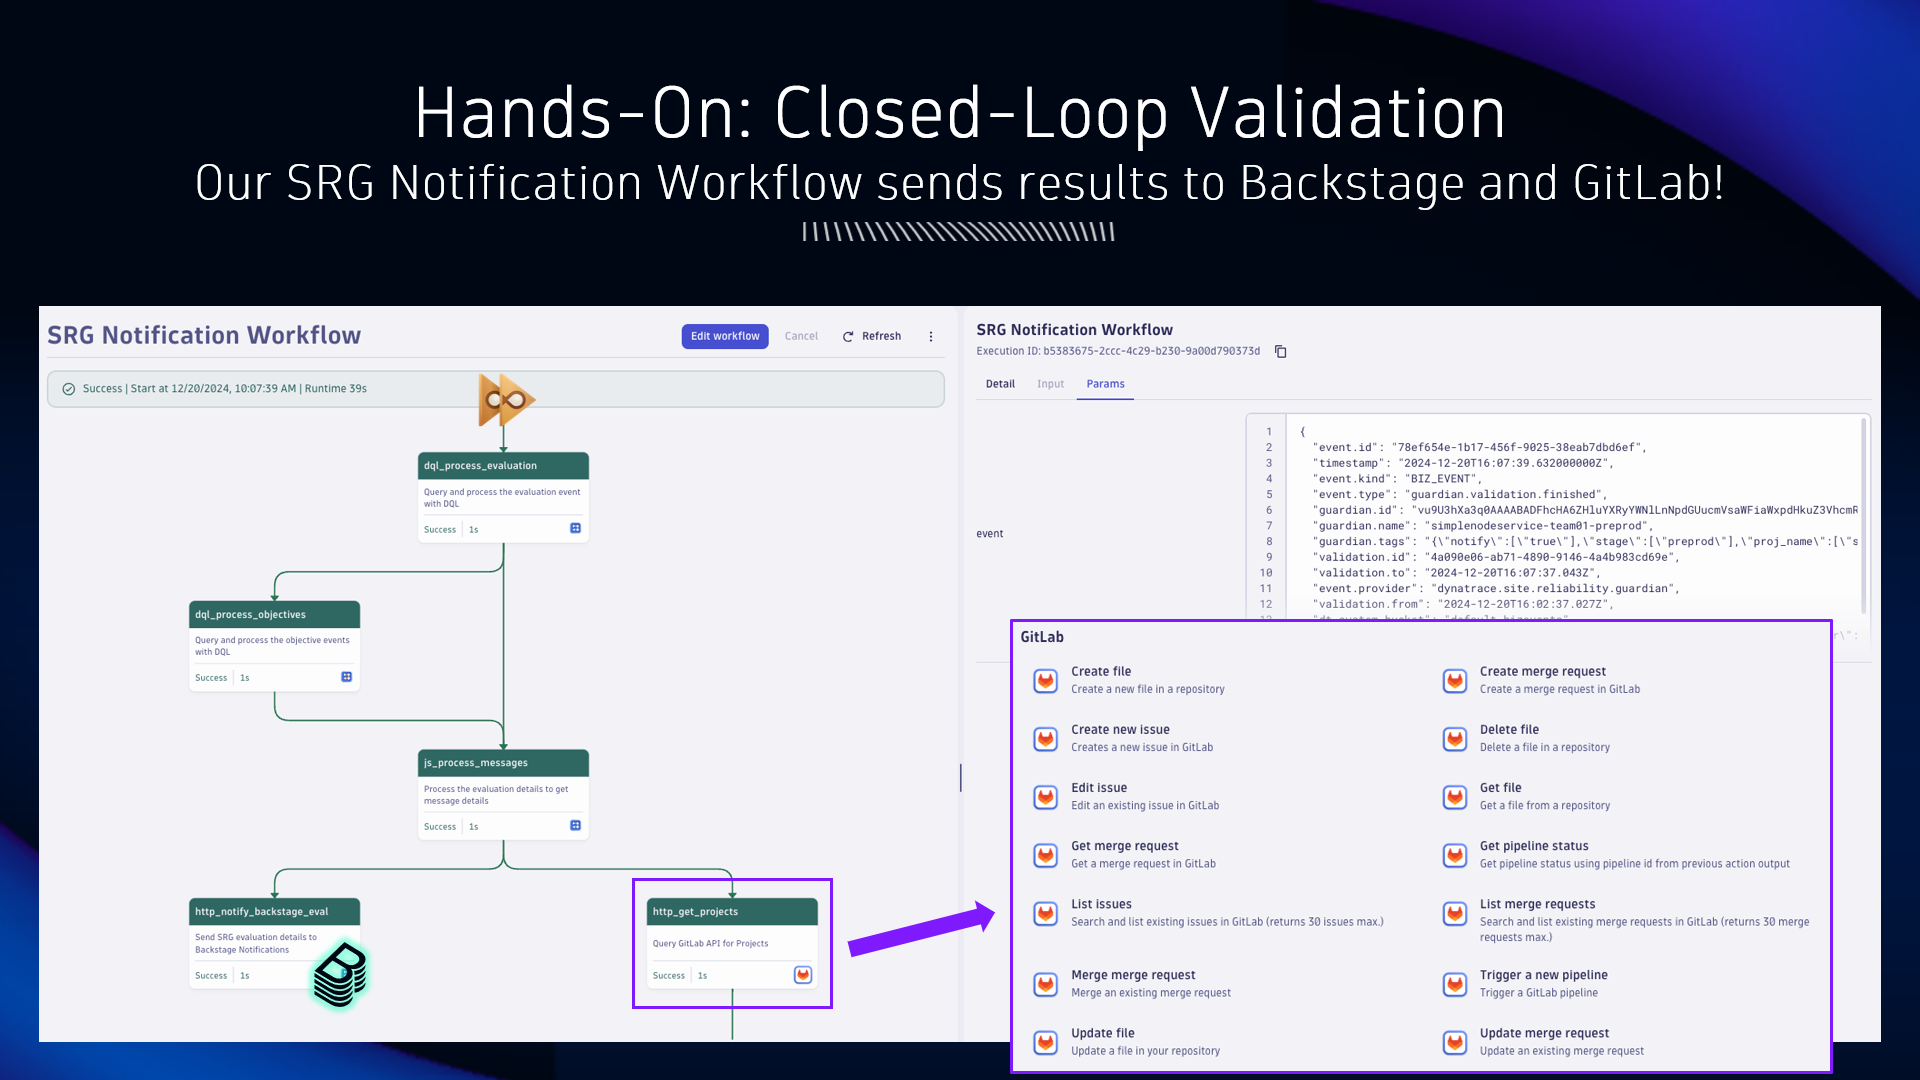 Hands-On: Closed-Loop Validation
Our SRG Notification Workflow sends results to Backstage and GitLab!
SRG Notification Workflow
Edit workflow
Cancel
Refresh
Success | Start at 12/20/2024, 10:07:39 AM | Runtime 39s
dql_process_evaluation
Query and process the evaluation event
with DQL
Success
1s
dql_process_objectives
Query and process the objective events
with DQL
Success
1s
js_process_messages
Process the evaluation details to get
message details
Success
1s
http_notify_backstage_eval
Send SRG evaluation details to
Backstage Notifications
Success
1s
http_get_projects
Query GitLab API for Projects
Success
1s
SRG Notification Workflow
Execution ID: b5383675-2ccc-4c29-b230-9a00d790373d
Detail
Input
Params
event
1 {
2 "event.id": "78ef654e-1b17-456f-9025-38eab7dbd6ef",
3 "timestamp": "2024-12-20T16:07:39.632000000Z",
4 "event.kind": "BIZ_EVENT",
5 "event.type": "guardian.validation.finished",
6 "guardian.id":
7 "guardian.name": "simplenodeservice-team01-preprod",
8 "guardian.tags": "{\"notify\":[\"true\"],\"stage\":[\"preprod\"],\"proj_name\":[\"s
9 "validation.id": "4a090e06-ab71-4890-9146-4a4b983cd69e",
10 "validation.to": "2024-12-20T16:07:37.043Z",
11 "event.provider": "dynatrace.site.reliability.guardian",
12 "validation.from": "2024-12-20T16:02:37.027Z",
GitLab
Create file
Create a new file in a repository
Create merge request
Create a merge request in GitLab
Create new issue
Creates a new issue in GitLab
Delete file
Delete a file in a repository
Edit issue
Edit an existing issue in GitLab
Get file
Get a file from a repository
Get merge request
Get a merge request in GitLab
Get pipeline status
Get pipeline status using pipeline id from previous action output
List issues
Search and list existing issues in GitLab (returns 30 issues max.)
List merge requests
Search and list existing merge requests in GitLab (returns 30 merge
requests max.)
Merge merge request
Merge an existing merge request
Trigger a new pipeline
Trigger a GitLab pipeline
Update file
Update a file in your repository
Update merge request
Update an existing merge request